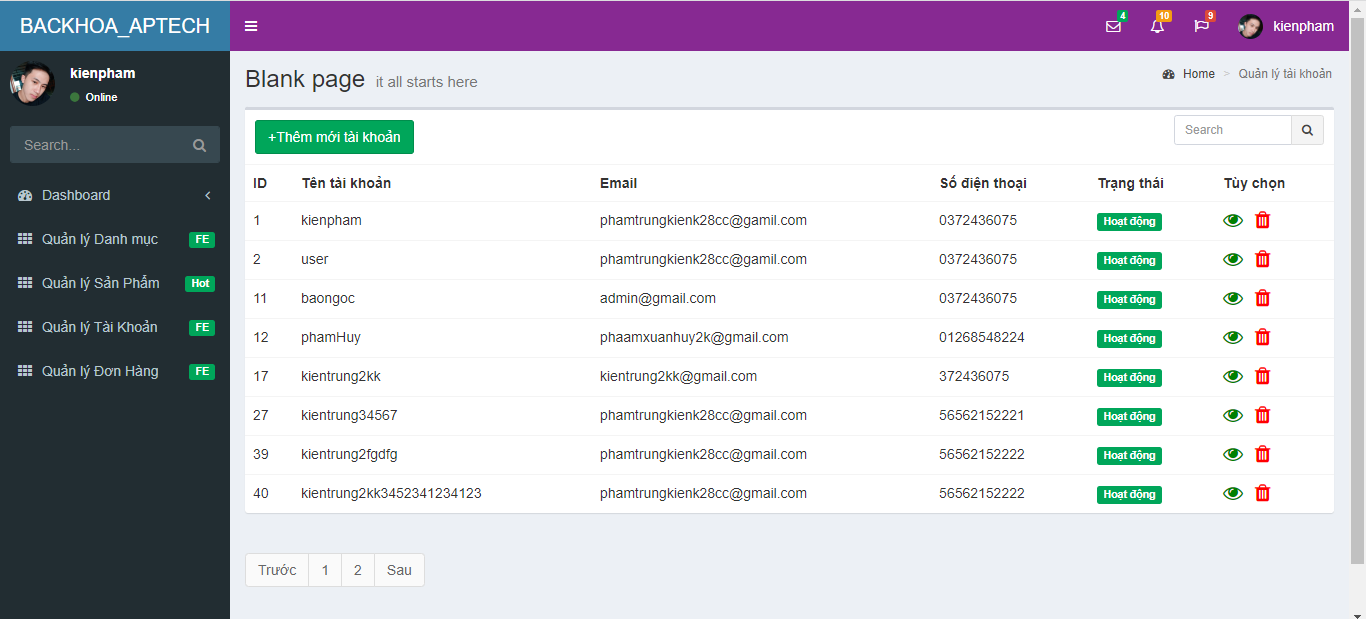 BACKHOA_APTECH
4
10
9
kienpham
kienpham
Online
Search...
Dashboard
Quản lý Danh mục FE
Quản lý Sản Phẩm Hot
Quản lý Tài Khoản FE
Quản lý Đơn Hàng FE
Blank page it all starts here
Home > Quản lý tài khoản
+Thêm mới tài khoản
Search
ID Tên tài khoản Email Số điện thoại Trạng thái Tùy chọn
1 kienpham phamtrungkienk28cc@gamil.com 0372436075 Hoạt động
2 user phamtrungkienk28cc@gamil.com 0372436075 Hoạt động
11 baongoc admin@gmail.com 0372436075 Hoạt động
12 phamHuy phaamxuanhuy2k@gmail.com 01268548224 Hoạt động
17 kientrung2kk kientrung2kk@gmail.com 372436075 Hoạt động
27 kientrung34567 phamtrungkienk28cc@gmail.com 56562152221 Hoạt động
39 kientrung2fgdfg phamtrungkienk28cc@gmail.com 56562152222 Hoạt động
40 kientrung2kk3452341234123 phamtrungkienk28cc@gmail.com 56562152222 Hoạt động
Trước 1 2 Sau